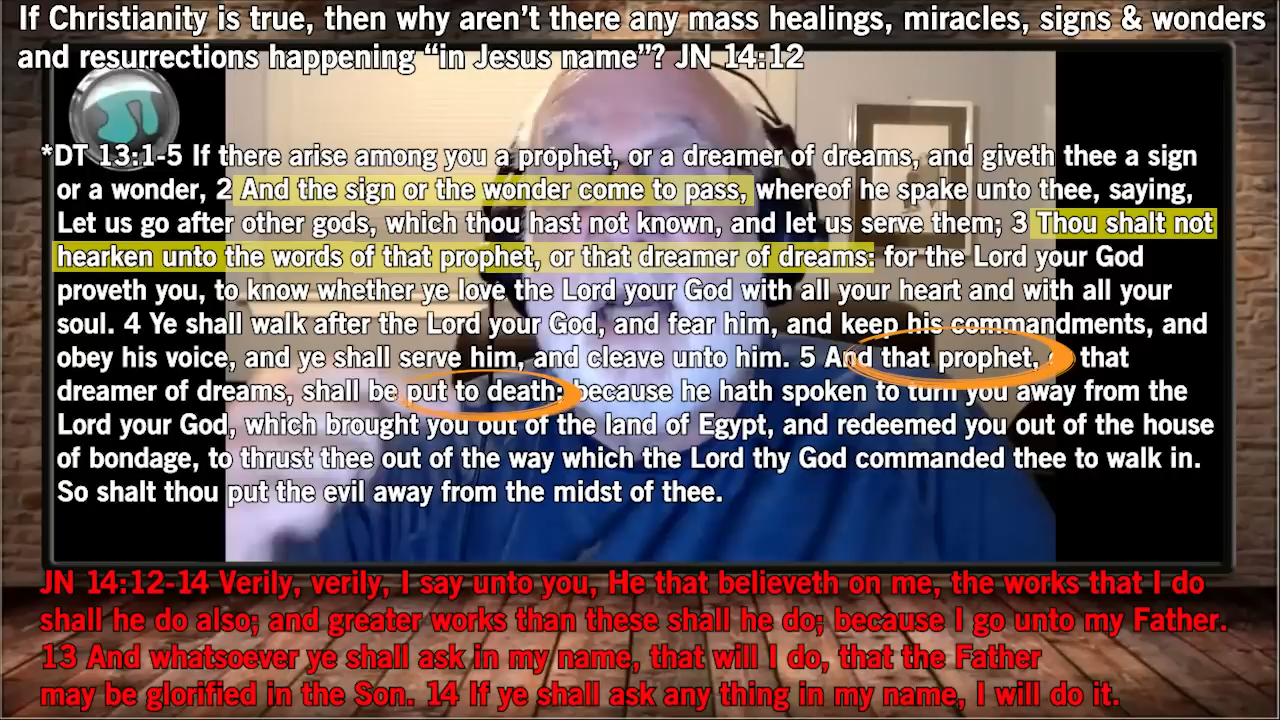 If Christianity is true, then why aren't there any mass healings, miracles, signs & wonders
and resurrections happening “in Jesus name”? JN 14:12
*DT 13:1-5 If there arise among you a prophet, or a dreamer of dreams, and giveth thee a sign
or a wonder, 2 And the sign or the wonder come to pass, whereof he spake unto thee, saying,
Let us go after other gods, which thou hast not known, and let us serve them; 3 Thou shalt not
hearken unto the words of that prophet, or that dreamer of dreams: for the Lord your God
proveth you, to know whether ye love the Lord your God with all your heart and with all your
soul. 4 Ye shall walk after the Lord your God, and fear him, and keep his commandments, and
obey his voice, and ye shall serve him, and cleave unto him. 5 And that prophet, that
dreamer of dreams, shall be put to death; because he hath spoken to turn you away from the
Lord your God, which brought you out of the land of Egypt, and redeemed you out of the house
of bondage, to thrust thee out of the way which the Lord thy God commanded thee to walk in.
So shalt thou put the evil away from the midst of thee.
JN 14:12-14 Verily, verily, I say unto you, He that believeth on me, the works that I do
shall he do also; and greater works than these shall he do; because I go unto my Father.
13 And whatsoever ye shall ask in my name, that will I do, that the Father
may be glorified in the Son. 14 If ye shall ask any thing in my name, I will do it.